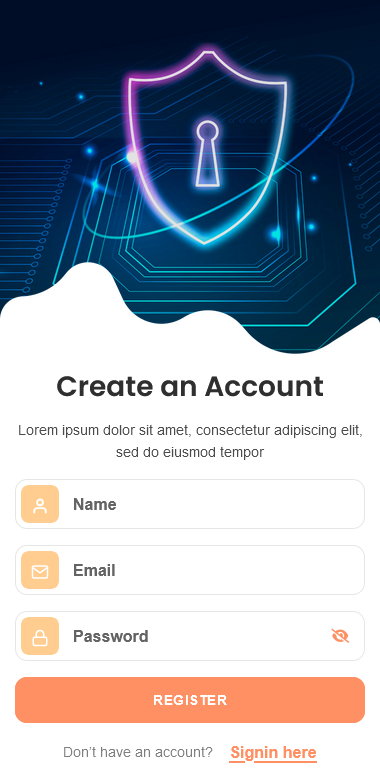 Create an Account
Lorem ipsum dolor sit amet, consectetur adipiscing elit,
sed do eiusmod tempor
Name
Email
Password
REGISTER
Don't have an account? Signin here